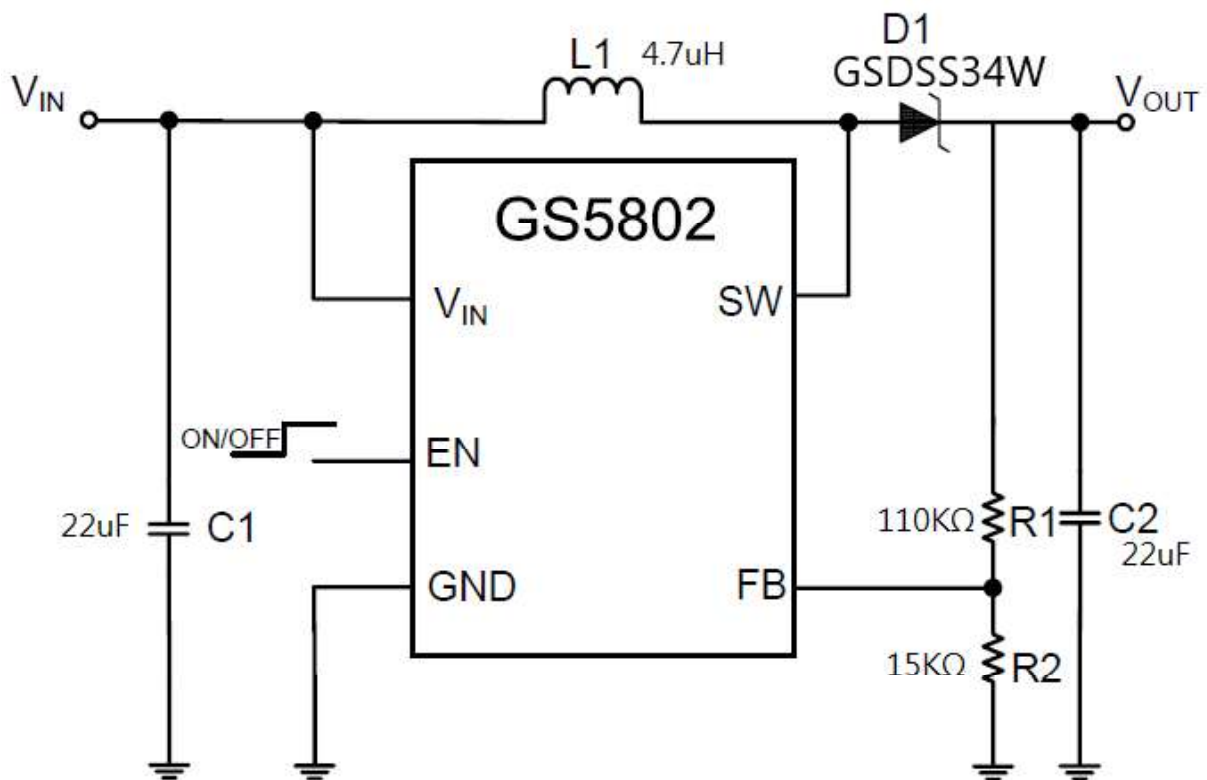 D1
L1 4.7uH
GSDSS34W
VIN
VOUT
GS5802
VIN
SW
ON/OFF
EN
22uF C1
110KΩ R1
C2
22uF
GND
FB
15KΩ R2